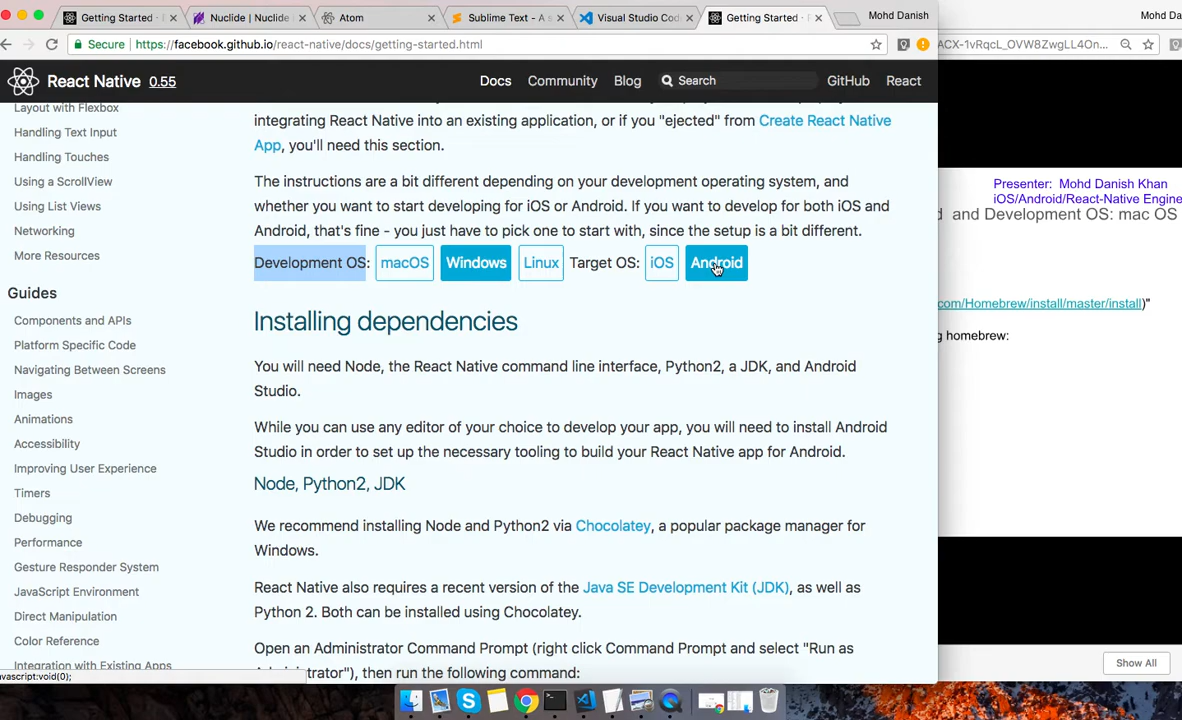 Getting Started · F
Nuclide | Nuclide
Atom
Sublime Text - A s
Visual Studio Cod
Getting Started · F
Mohd Danish
Mohd Da
Secure
https://facebook.github.io/react-native/docs/getting-started.html
ACX-1vRqcL_OVW8ZwgLL4On...
React Native 0.55
Docs
Community
Blog
Search
GitHub
React
Layout with Flexbox
Handling Text Input
Handling Touches
Using a ScrollView
Using List Views
Networking
More Resources
Guides
Components and APIs
Platform Specific Code
Navigating Between Screens
Images
Animations
Accessibility
Improving User Experience
Timers
Debugging
Performance
Gesture Responder System
JavaScript Environment
Direct Manipulation
Color Reference
Integration with Existing Apps
avascript:void(0);
integrating React Native into an existing application, or if you "ejected" from Create React Native
App, you'll need this section.
The instructions are a bit different depending on your development operating system, and
whether you want to start developing for iOS or Android. If you want to develop for both iOS and
Android, that's fine - you just have to pick one to start with, since the setup is a bit different.
Development OS: macOS Windows Linux Target OS: iOS Android
Installing dependencies
You will need Node, the React Native command line interface, Python2, a JDK, and Android
Studio.
While you can use any editor of your choice to develop your app, you will need to install Android
Studio in order to set up the necessary tooling to build your React Native app for Android.
Node, Python2, JDK
We recommend installing Node and Python2 via Chocolatey, a popular package manager for
Windows.
React Native also requires a recent version of the Java SE Development Kit (JDK), as well as
Python 2. Both can be installed using Chocolatey.
Open an Administrator Command Prompt (right click Command Prompt and select "Run as
Administrator"), then run the following command:
Presenter: Mohd Danish Khan
iOS/Android/React-Native Engine
d and Development OS: mac OS
com/Homebrew/install/master/install)"
g homebrew:
Show All